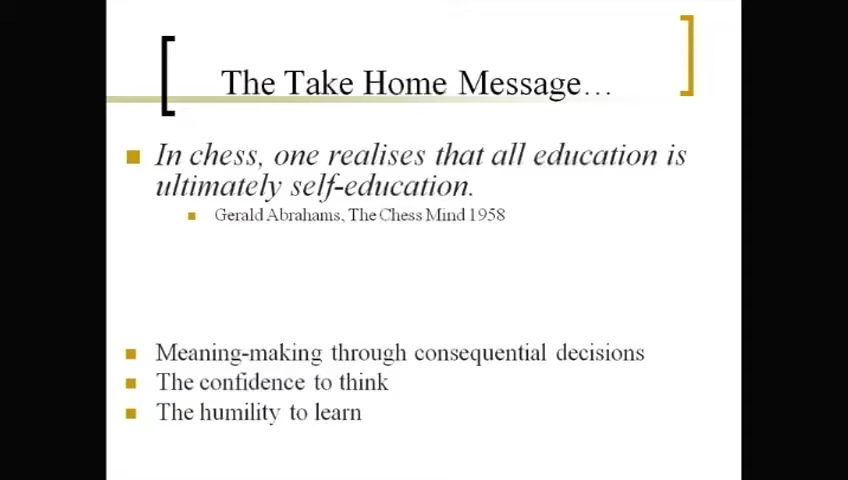 The Take Home Message…
In chess, one realises that all education is
ultimately self-education.
Gerald Abrahams, The Chess Mind 1958
Meaning-making through consequential decisions
The confidence to think
The humility to learn